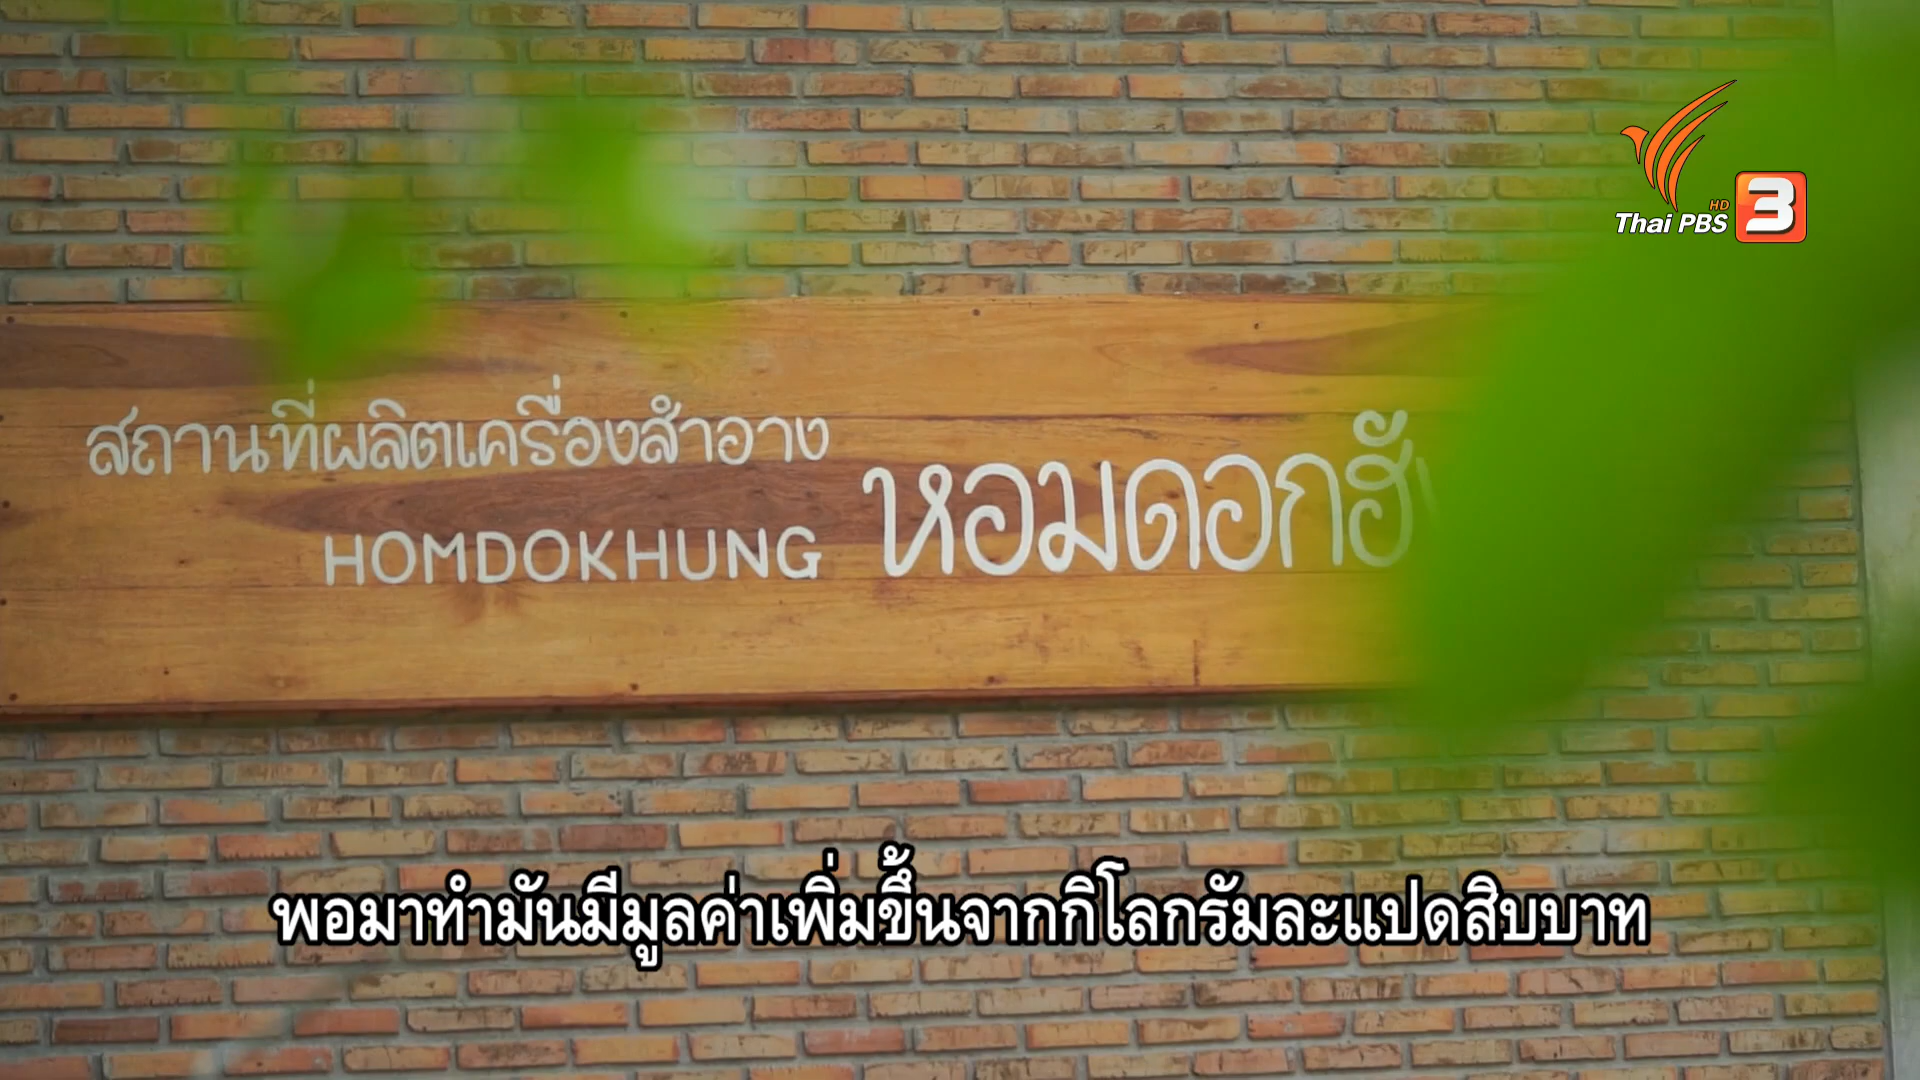 HD
Thai PBS 3
สถานที่ผลิตเครื่องสำอาง
HOMDOKHUNG
พอมาทำมันมีมูลค่าเพิ่มขึ้นจากกิโลกรัมละแปดสิบบาท